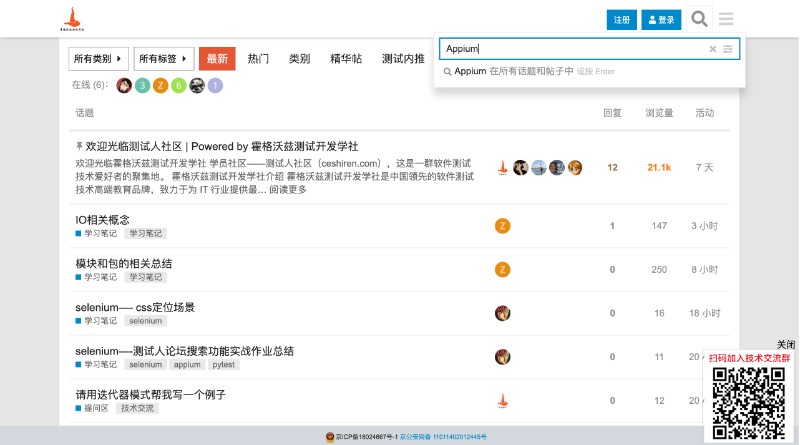 注册 登录
Appium
Appium 在所有话题和帖子中 或按 Enter
所有类别 所有标签 最新 热门 类别 精华帖 测试内推
在线 (6): 3 Z 6 1
话题 回复 浏览量 活动
欢迎光临测试人社区 | Powered by 霍格沃兹测试开发学社
欢迎光临霍格沃兹测试开发学社 学员社区——测试人社区（ceshiren.com），这是一群软件测试
技术爱好者的聚集地。 霍格沃兹测试开发学社介绍 霍格沃兹测试开发学社是中国领先的软件测试
技术高端教育品牌，致力于为 IT 行业提供最... 阅读更多
12 21.1k 7 天
IO相关概念
学习笔记 学习笔记
Z 1 147 3 小时
模块和包的相关总结
学习笔记 学习笔记
Z 0 250 8 小时
selenium—- css定位场景
学习笔记 selenium
0 16 18 小时
selenium—-测试人论坛搜索功能实战作业总结
学习笔记 selenium appium pytest
0 11 20
请用迭代器模式帮我写一个例子
提问区 技术交流
0 12 20
关闭
扫码加入技术交流群
京ICP备18024667号-1 京公安网备 11011402012445号